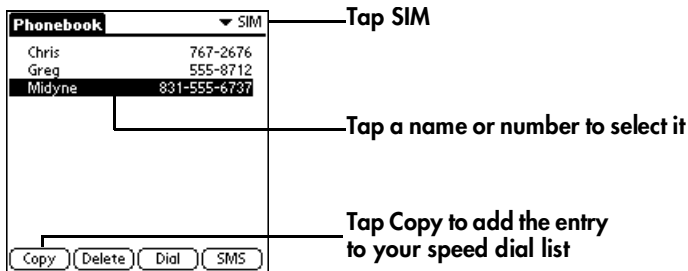 Phonebook SIM
Tap SIM
Chris 767-2676
Greg 555-8712
Midyne 831-555-6737
Tap a name or number to select it
Tap Copy to add the entry
to your speed dial list
Copy Delete Dial SMS